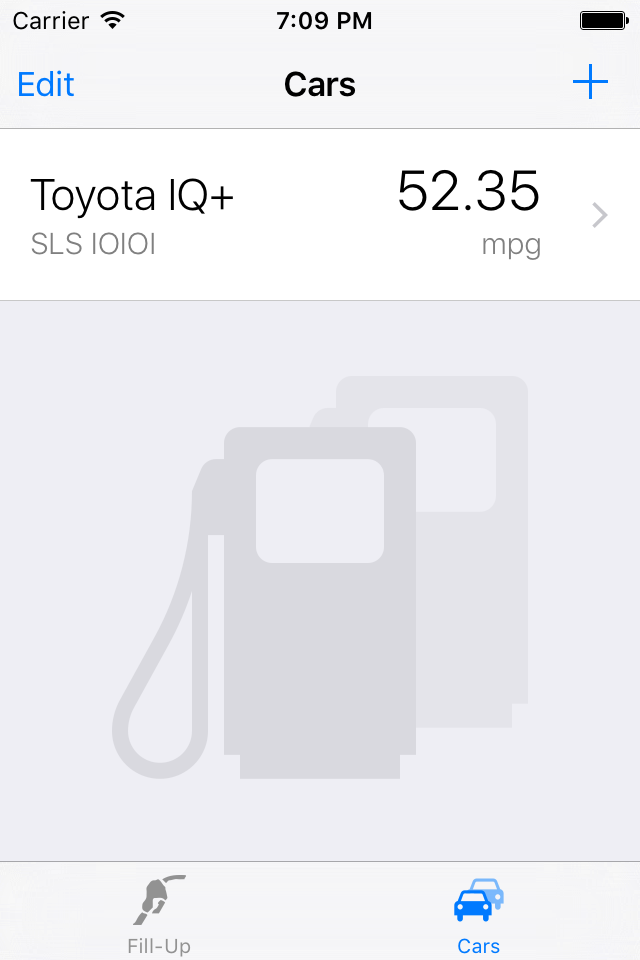 Carrier 7:09 PM
Edit Cars +
Toyota IQ+ 52.35
SLS IOIOI mpg
Fill-Up Cars